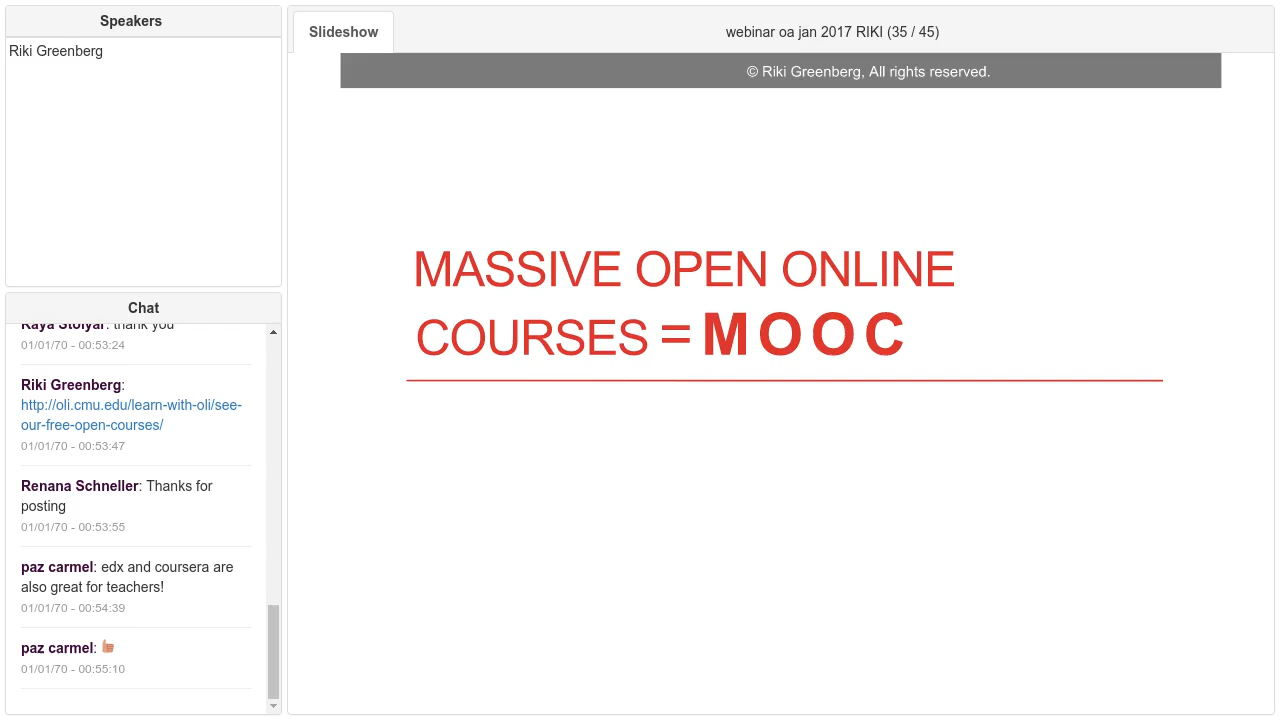 Speakers
Riki Greenberg
Chat
Raya Stolyar: thank you
01/01/70 - 00:53:24
Riki Greenberg:
http://oli.cmu.edu/learn-with-oli/see-
our-free-open-courses/
01/01/70 - 00:53:47
Renana Schneller: Thanks for
posting
01/01/70 - 00:53:55
paz carmel: edx and coursera are
also great for teachers!
01/01/70 - 00:54:39
paz carmel:
01/01/70 - 00:55:10
Slideshow
webinar oa jan 2017 RIKI (35 / 45)
© Riki Greenberg, All rights reserved.
MASSIVE OPEN ONLINE
COURSES = MOOC